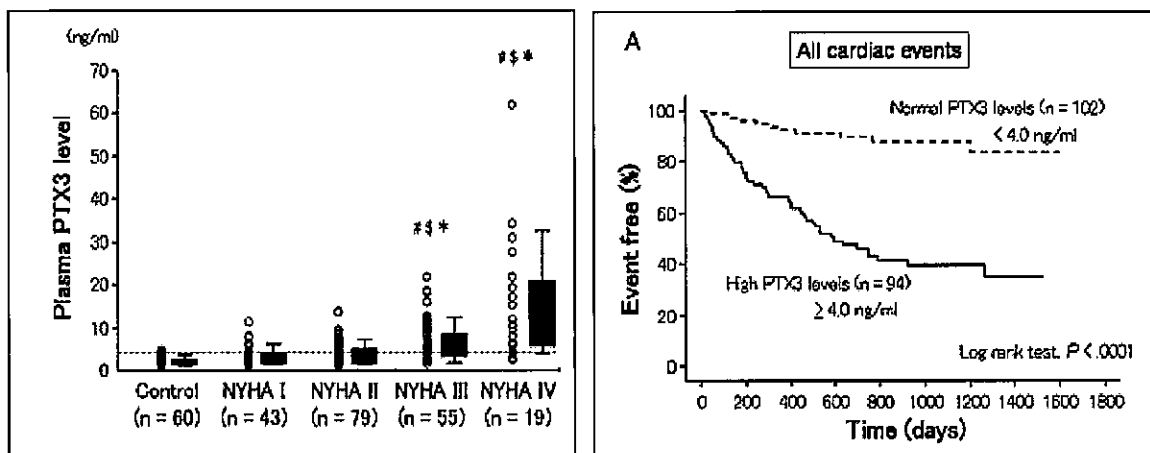 (ng/ml)
Plasma PTX3 level
70
60
50
40
30
20
10
0
#$*
#$*
Control NYHA I NYHA II NYHA III NYHA IV
(n = 60) (n = 43) (n = 79) (n = 55) (n = 19)
A
All cardiac events
Event free (%)
100
80
60
40
20
0
Normal PTX3 levels (n = 102)
< 4.0 ng/ml
High PTX3 levels (n = 94)
≥ 4.0 ng/ml
Log rank test. P < .0001
0 200 400 600 800 1000 1200 1400 1600 1800
Time (days)